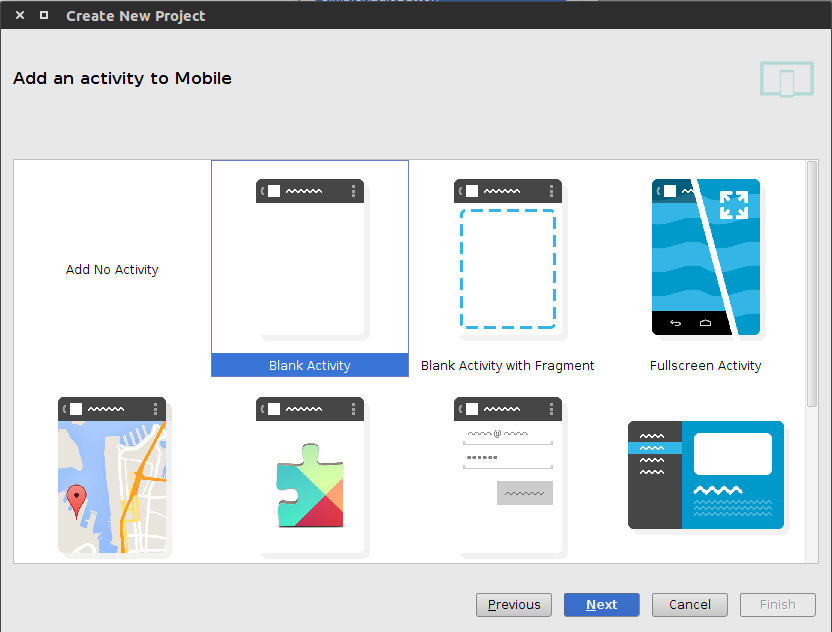 Create New Project
Add an activity to Mobile
Add No Activity
Blank Activity
Blank Activity with Fragment
Fullscreen Activity
Previous
Next
Cancel
Finish